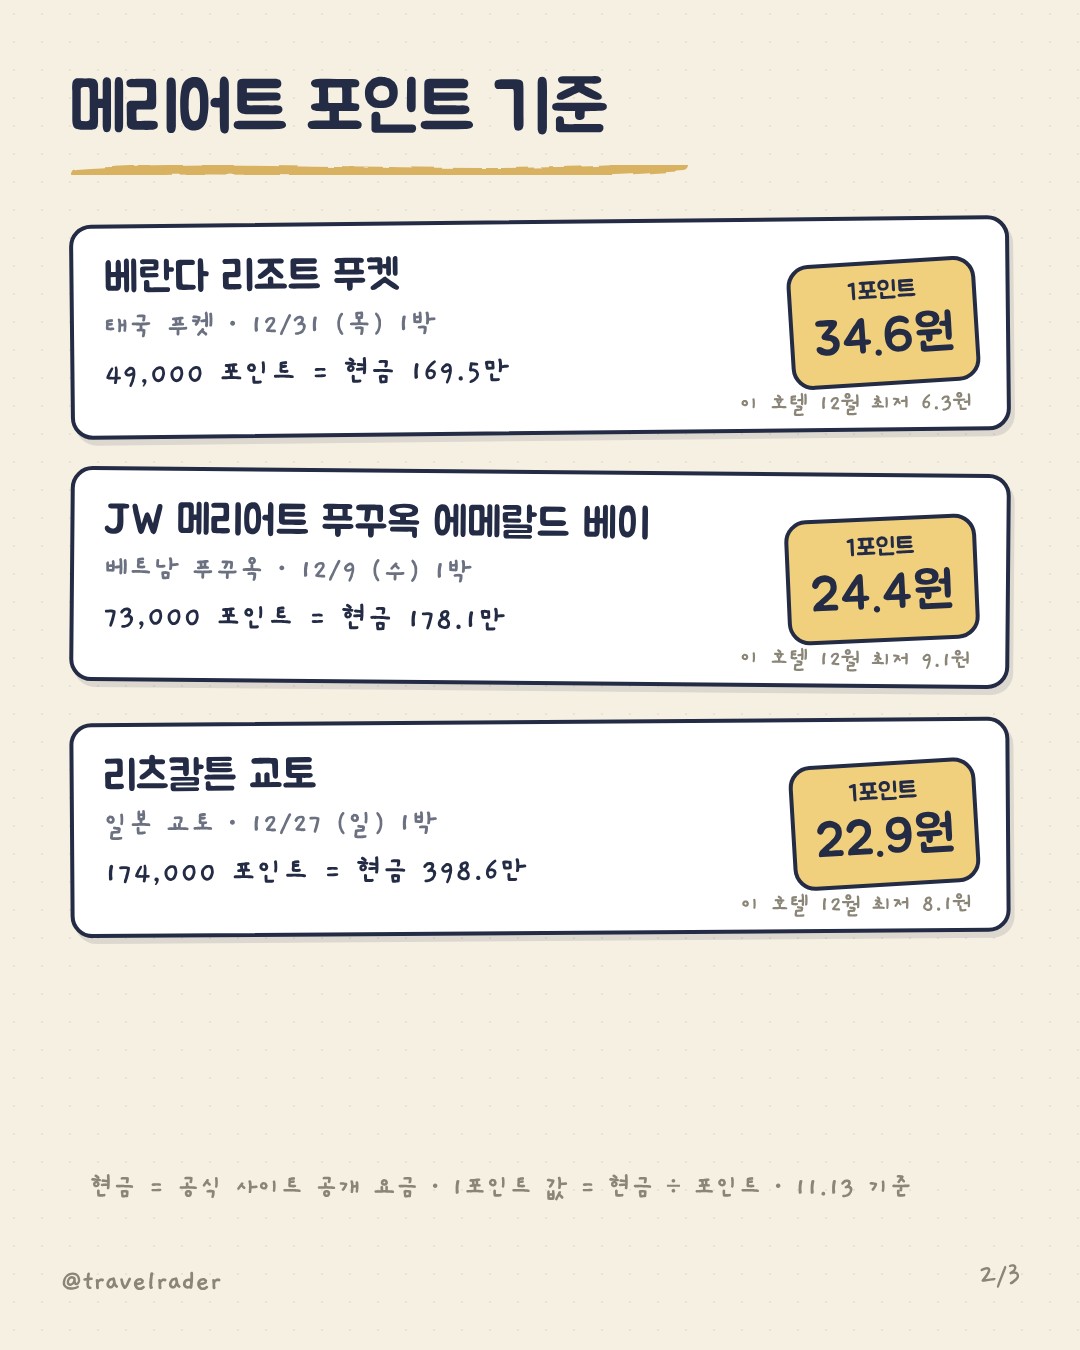 메리어트 포인트 기준
베란다 리조트 푸켓
태국 푸켓 · 12/31 (목) 1박
49,000 포인트 = 현금 169.5만
1포인트
34.6원
이 호텔 12월 최저 6.3원
JW 메리어트 푸꾸옥 에메랄드 베이
베트남 푸꾸옥 · 12/9 (수) 1박
73,000 포인트 = 현금 178.1만
1포인트
24.4원
이 호텔 12월 최저 9.1원
리츠칼튼 교토
일본 교토 · 12/27 (일) 1박
174,000 포인트 = 현금 398.6만
1포인트
22.9원
이 호텔 12월 최저 8.1원
현금 = 공식 사이트 공개 요금 · 1포인트 값 = 현금 ÷ 포인트 · 11.13 기준
@travelrader
2/3